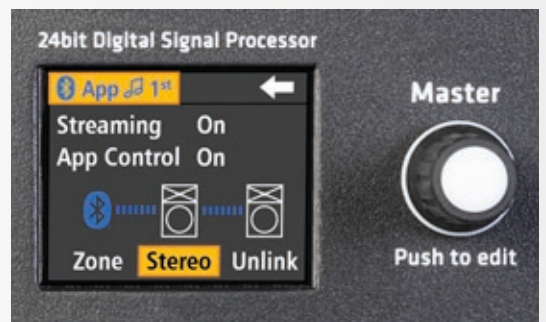 24bit Digital Signal Processor
App 1st
Streaming On
App Control On
Zone Stereo Unlink
Master
Push to edit